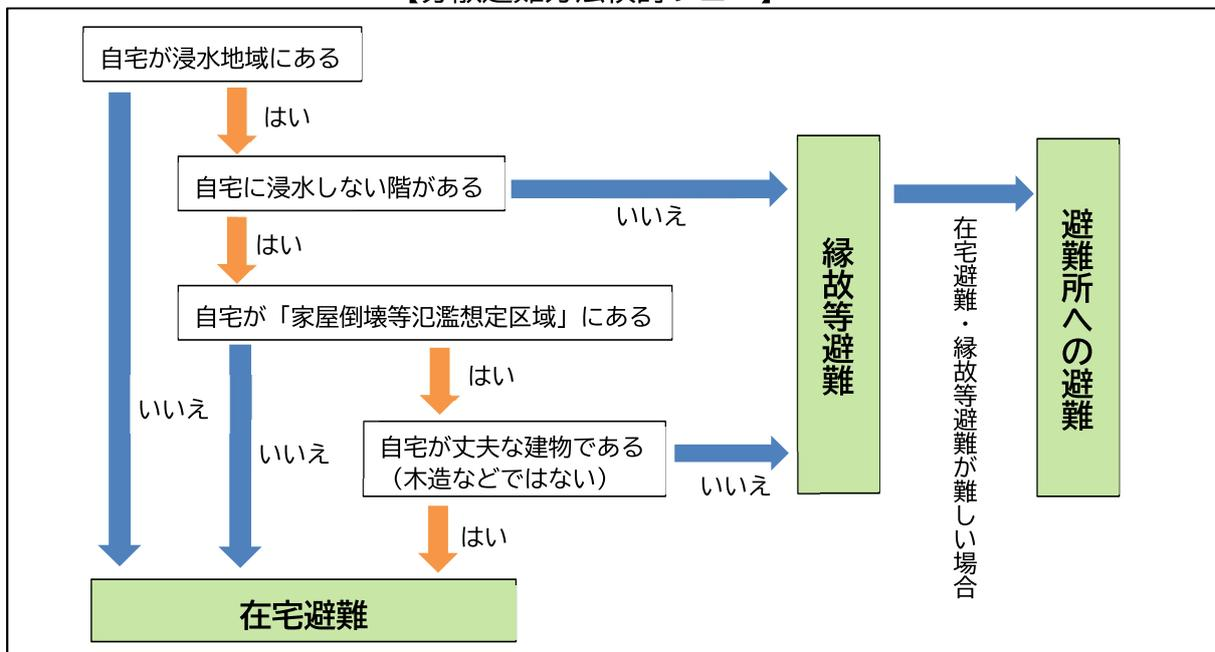 自宅が浸水地域にある
はい
自宅に浸水しない階がある
いいえ
はい
自宅が「家屋倒壊等氾濫想定区域」にある
はい
いいえ
いいえ
自宅が丈夫な建物である
（木造などではない）
いいえ
はい
在宅避難
縁故等避難
在宅避難・縁故等避難が難しい場合
避難所への避難